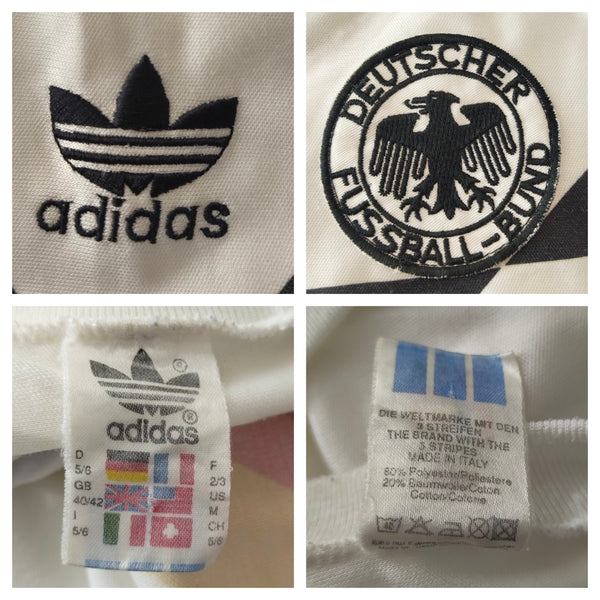 adidas
DEUTSCHER
FUSSBALL-BUND
®
®
adidas
D
5/6
GB
40/42
I
5/6
F
2/3
US
M
CH
5/6
DIE WELTMARKE MIT DEN
3 STREIFEN
THE BRAND WITH THE
3 STRIPES
MADE IN ITALY
80% Polyester/Poliestere
20% Baumwolle/Coton
Cotton/Cotone
40